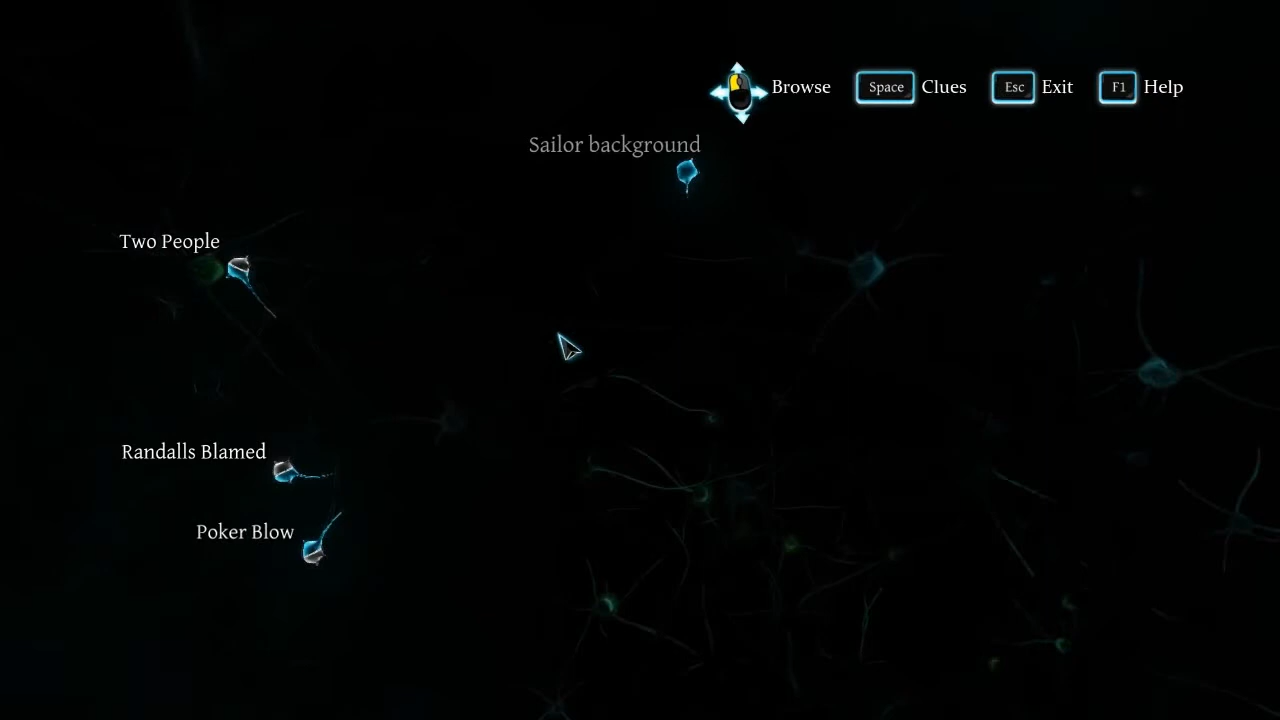 Browse
Space Clues
Esc Exit
F1 Help
Sailor background
Two People
Randalls Blamed
Poker Blow